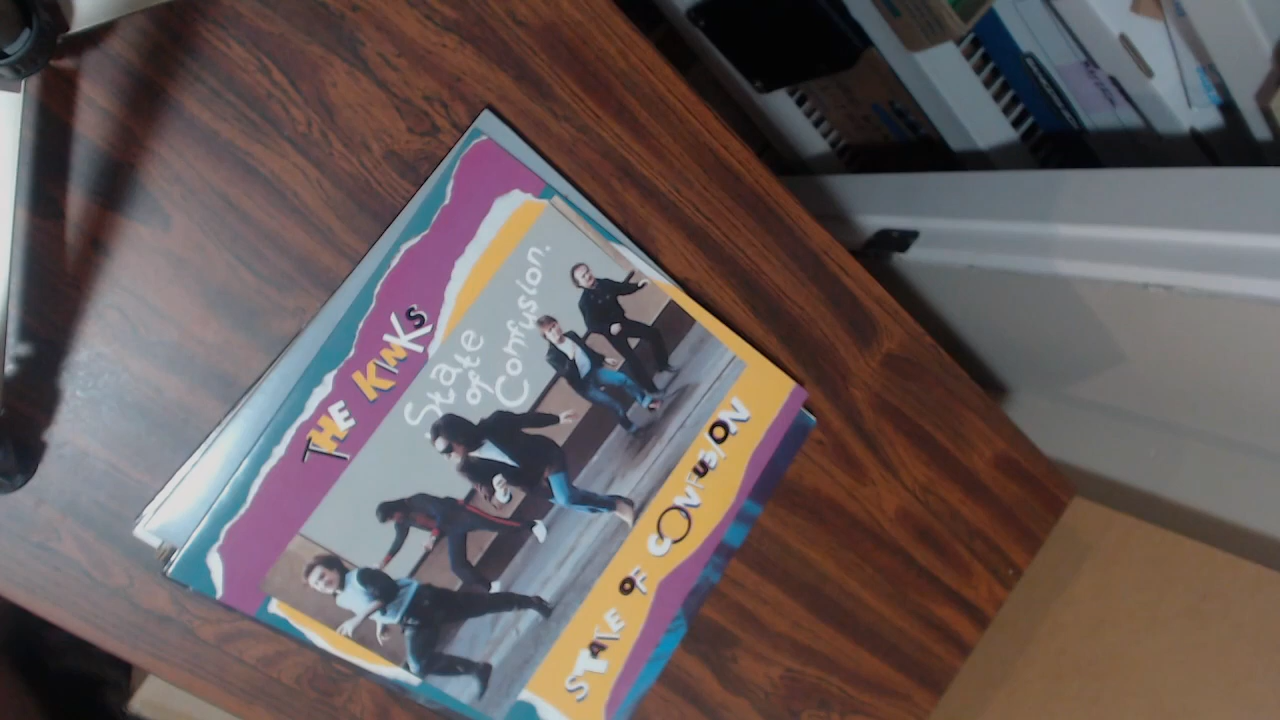 THE KINKS
State
of
Confusion.
STATE OF CONFUSION